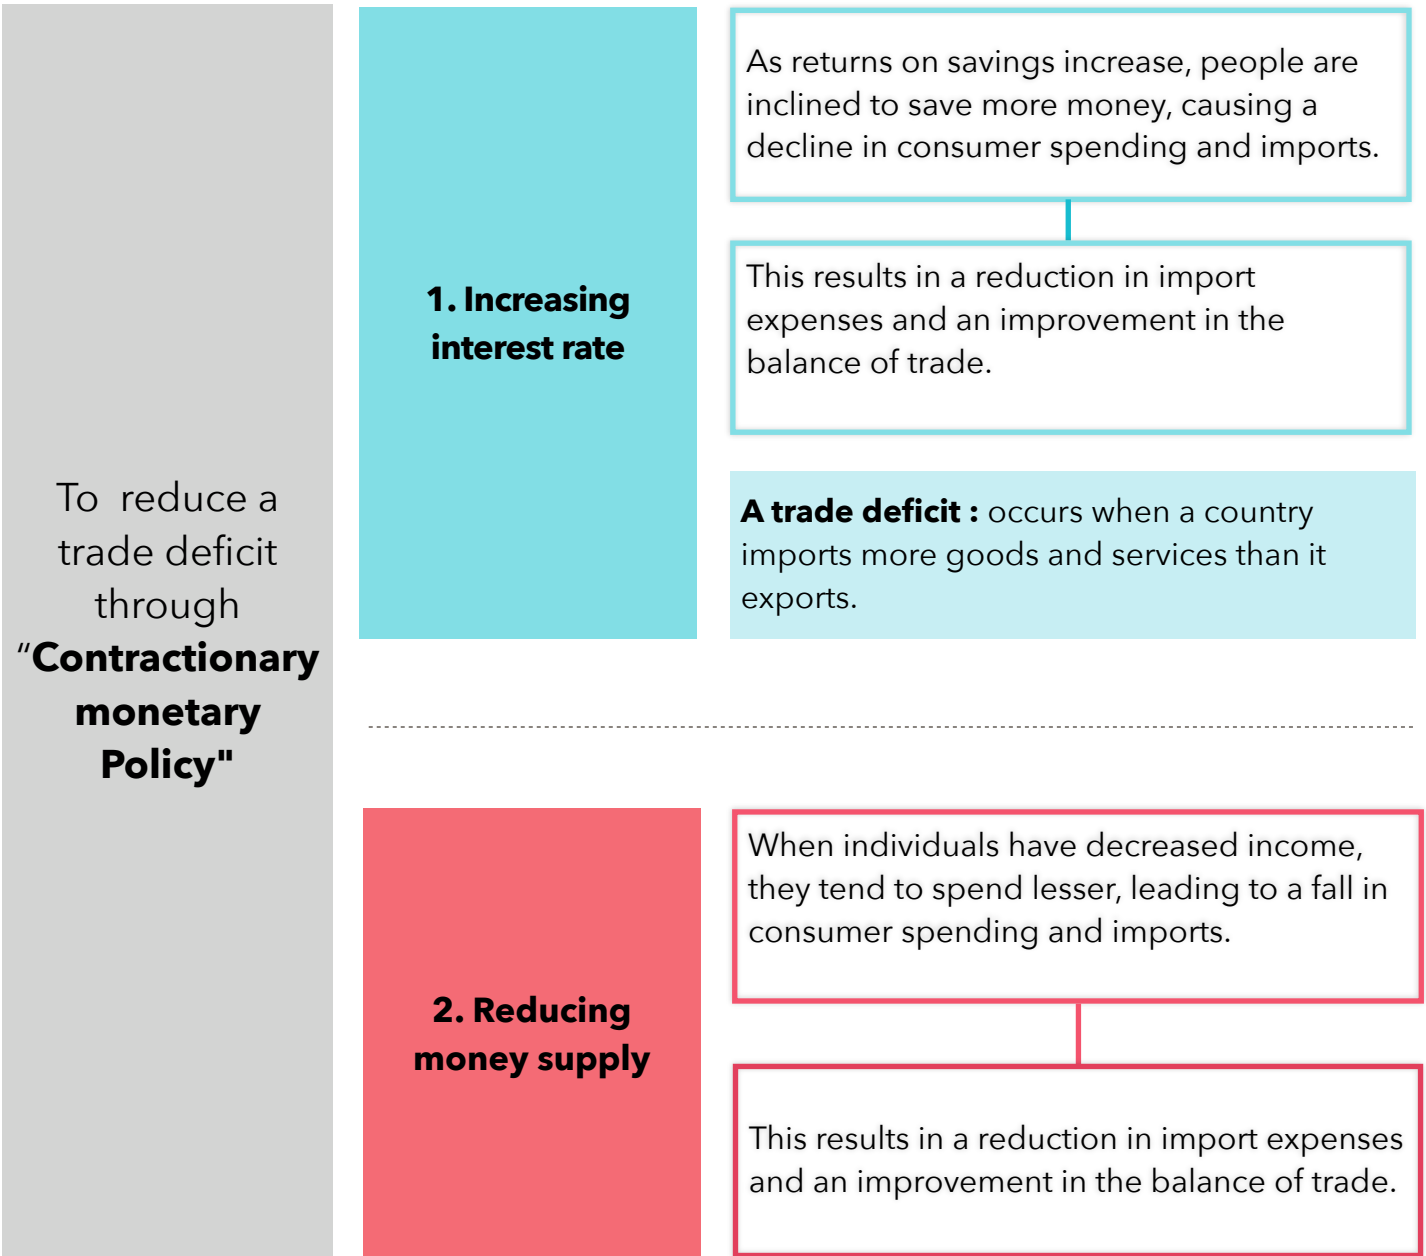 To reduce a
trade deficit
through
“Contractionary
monetary
Policy"
1. Increasing
interest rate
As returns on savings increase, people are
inclined to save more money, causing a
decline in consumer spending and imports.
This results in a reduction in import
expenses and an improvement in the
balance of trade.
A trade deficit : occurs when a country
imports more goods and services than it
exports.
2. Reducing
money supply
When individuals have decreased income,
they tend to spend lesser, leading to a fall in
consumer spending and imports.
This results in a reduction in import expenses
and an improvement in the balance of trade.